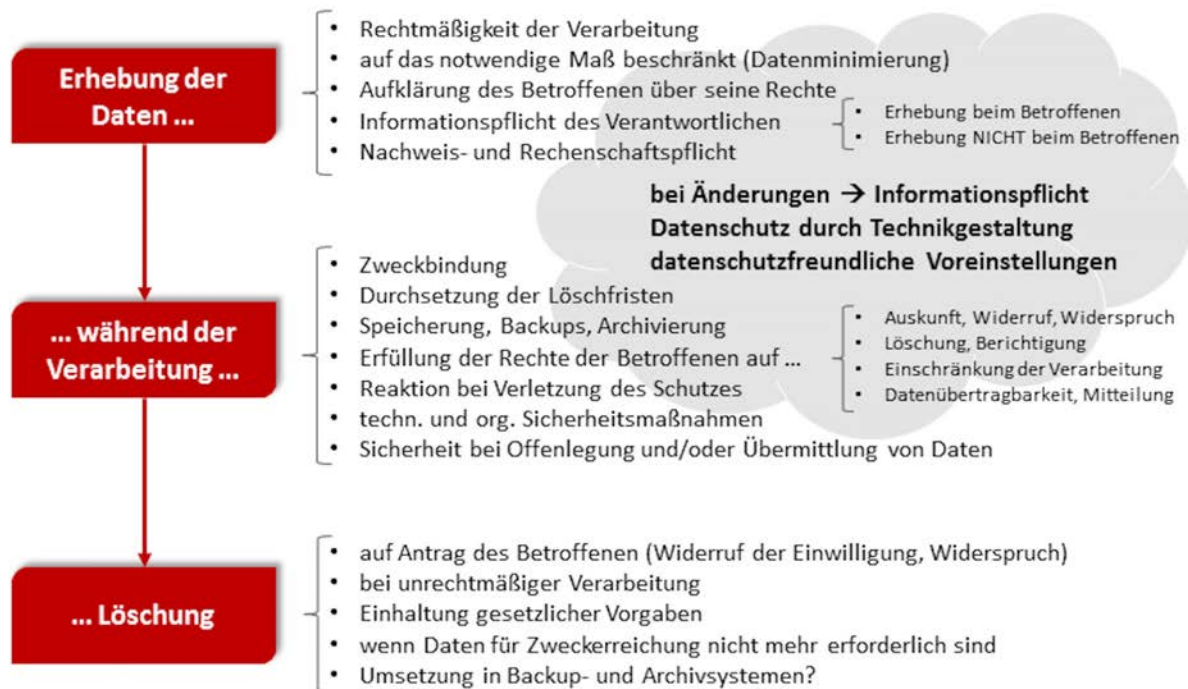 Erhebung der
Daten ...
• Rechtmäßigkeit der Verarbeitung
• auf das notwendige Maß beschränkt (Datenminimierung)
• Aufklärung des Betroffenen über seine Rechte
• Informationspflicht des Verantwortlichen
• Nachweis- und Rechenschaftspflicht
• Erhebung beim Betroffenen
• Erhebung NICHT beim Betroffenen
bei Änderungen → Informationspflicht
Datenschutz durch Technikgestaltung
datenschutzfreundliche Voreinstellungen
... während der
Verarbeitung ...
• Zweckbindung
• Durchsetzung der Löschfristen
• Speicherung, Backups, Archivierung
• Erfüllung der Rechte der Betroffenen auf ...
• Reaktion bei Verletzung des Schutzes
• techn. und org. Sicherheitsmaßnahmen
• Sicherheit bei Offenlegung und/oder Übermittlung von Daten
• Auskunft, Widerruf, Widerspruch
• Löschung, Berichtigung
• Einschränkung der Verarbeitung
• Datenübertragbarkeit, Mitteilung
... Löschung
• auf Antrag des Betroffenen (Widerruf der Einwilligung, Widerspruch)
• bei unrechtmäßiger Verarbeitung
• Einhaltung gesetzlicher Vorgaben
• wenn Daten für Zweckerreichung nicht mehr erforderlich sind
• Umsetzung in Backup- und Archivsystemen?